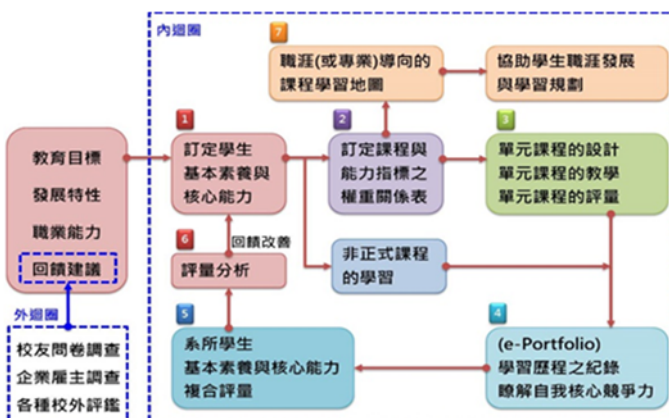 內迴圈
7
職涯(或專業)導向的
課程學習地圖
協助學生職涯發展
與學習規劃
教育目標
發展特性
職業能力
回饋建議
1
訂定學生
基本素養與
核心能力
2
訂定課程與
能力指標之
權重關係表
3
單元課程的設計
單元課程的教學
單元課程的評量
6
回饋改善
評量分析
非正式課程
的學習
外迴圈
校友問卷調查
企業雇主調查
各種校外評鑑
5
系所學生
基本素養與核心能力
複合評量
4
(e-Portfolio)
學習歷程之紀錄
瞭解自我核心競爭力